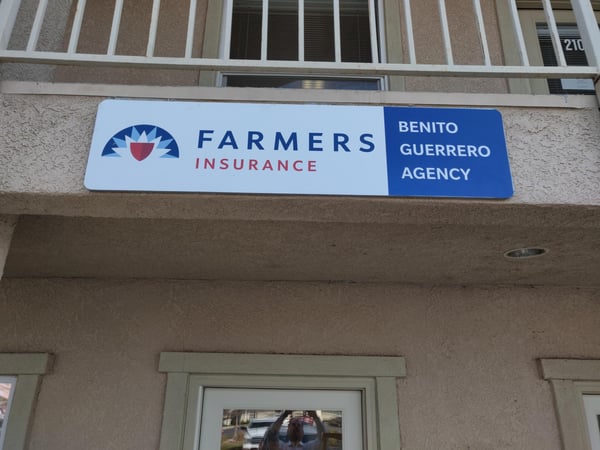 210
FARMERS
INSURANCE
BENITO
GUERRERO
AGENCY